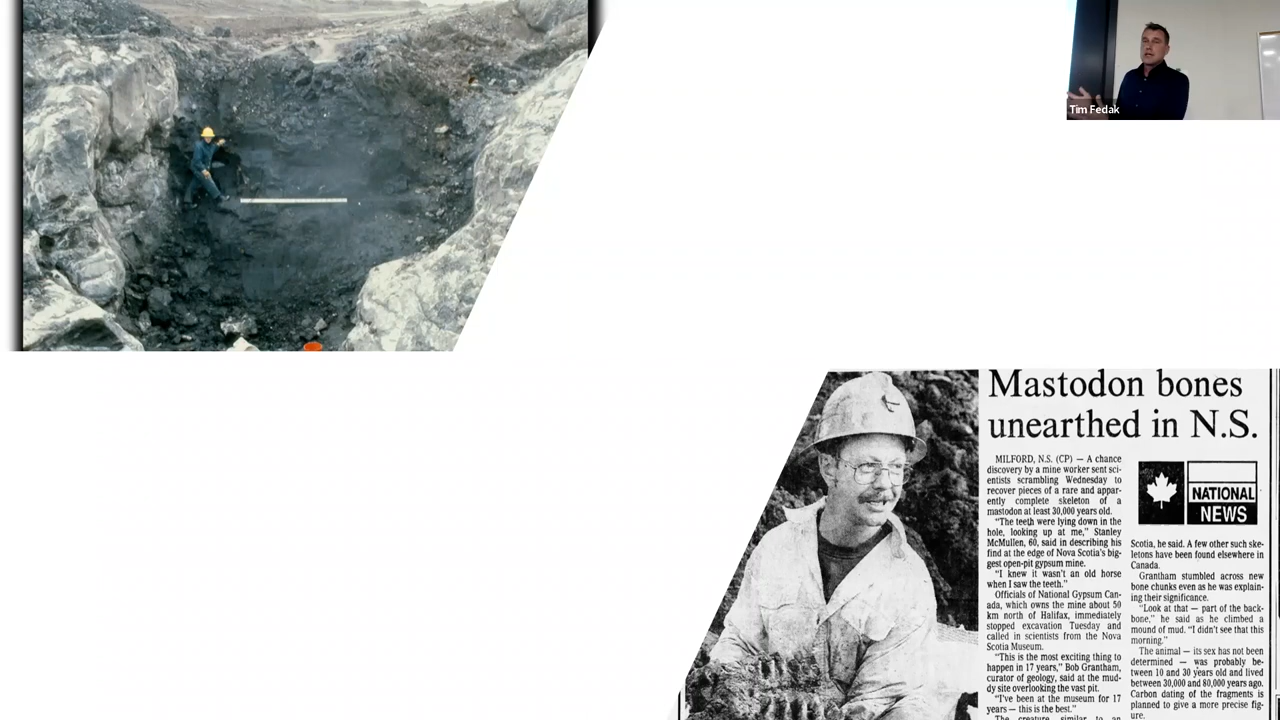 Tim Fedak
Mastodon bones
unearthed in N.S.
MILFORD, N.S. (CP) — A chance
discovery by a mine worker sent sci-
entists scrambling Wednesday to
recover pieces of a rare and appar-
ently complete skeleton of a
mastodon at least 30,000 years old.
"The teeth were lying down in the
hole, looking up at me," Stanley
McMullen, 60, said in describing his
find at the edge of Nova Scotia's big-
gest open-pit gypsum mine.
"I knew it wasn't an old horse
when I saw the teeth."
Officials of National Gypsum Can-
ada, which owns the mine about 50
km north of Halifax, immediately
stopped excavation Tuesday and
called in scientists from the Nova
Scotia Museum.
"This is the most exciting thing to
happen in 17 years," Bob Grantham,
curator of geology, said at the mud-
dy site overlooking the vast pit.
"I've been at the museum for 17
years — this is the best."
The creature, similar to an
NATIONAL
NEWS
Scotia, he said. A few other such ske-
letons have been found elsewhere in
Canada.
Grantham stumbled across new
bone chunks even as he was explain-
ing their significance.
"Look at that — part of the back-
bone," he said as he climbed a
mound of mud. "I didn't see that this
morning."
The animal — its sex has not been
determined — was probably be-
tween 10 and 30 years old and lived
between 30,000 and 80,000 years ago.
Carbon dating of the fragments is
planned to give a more precise fig-
ure.